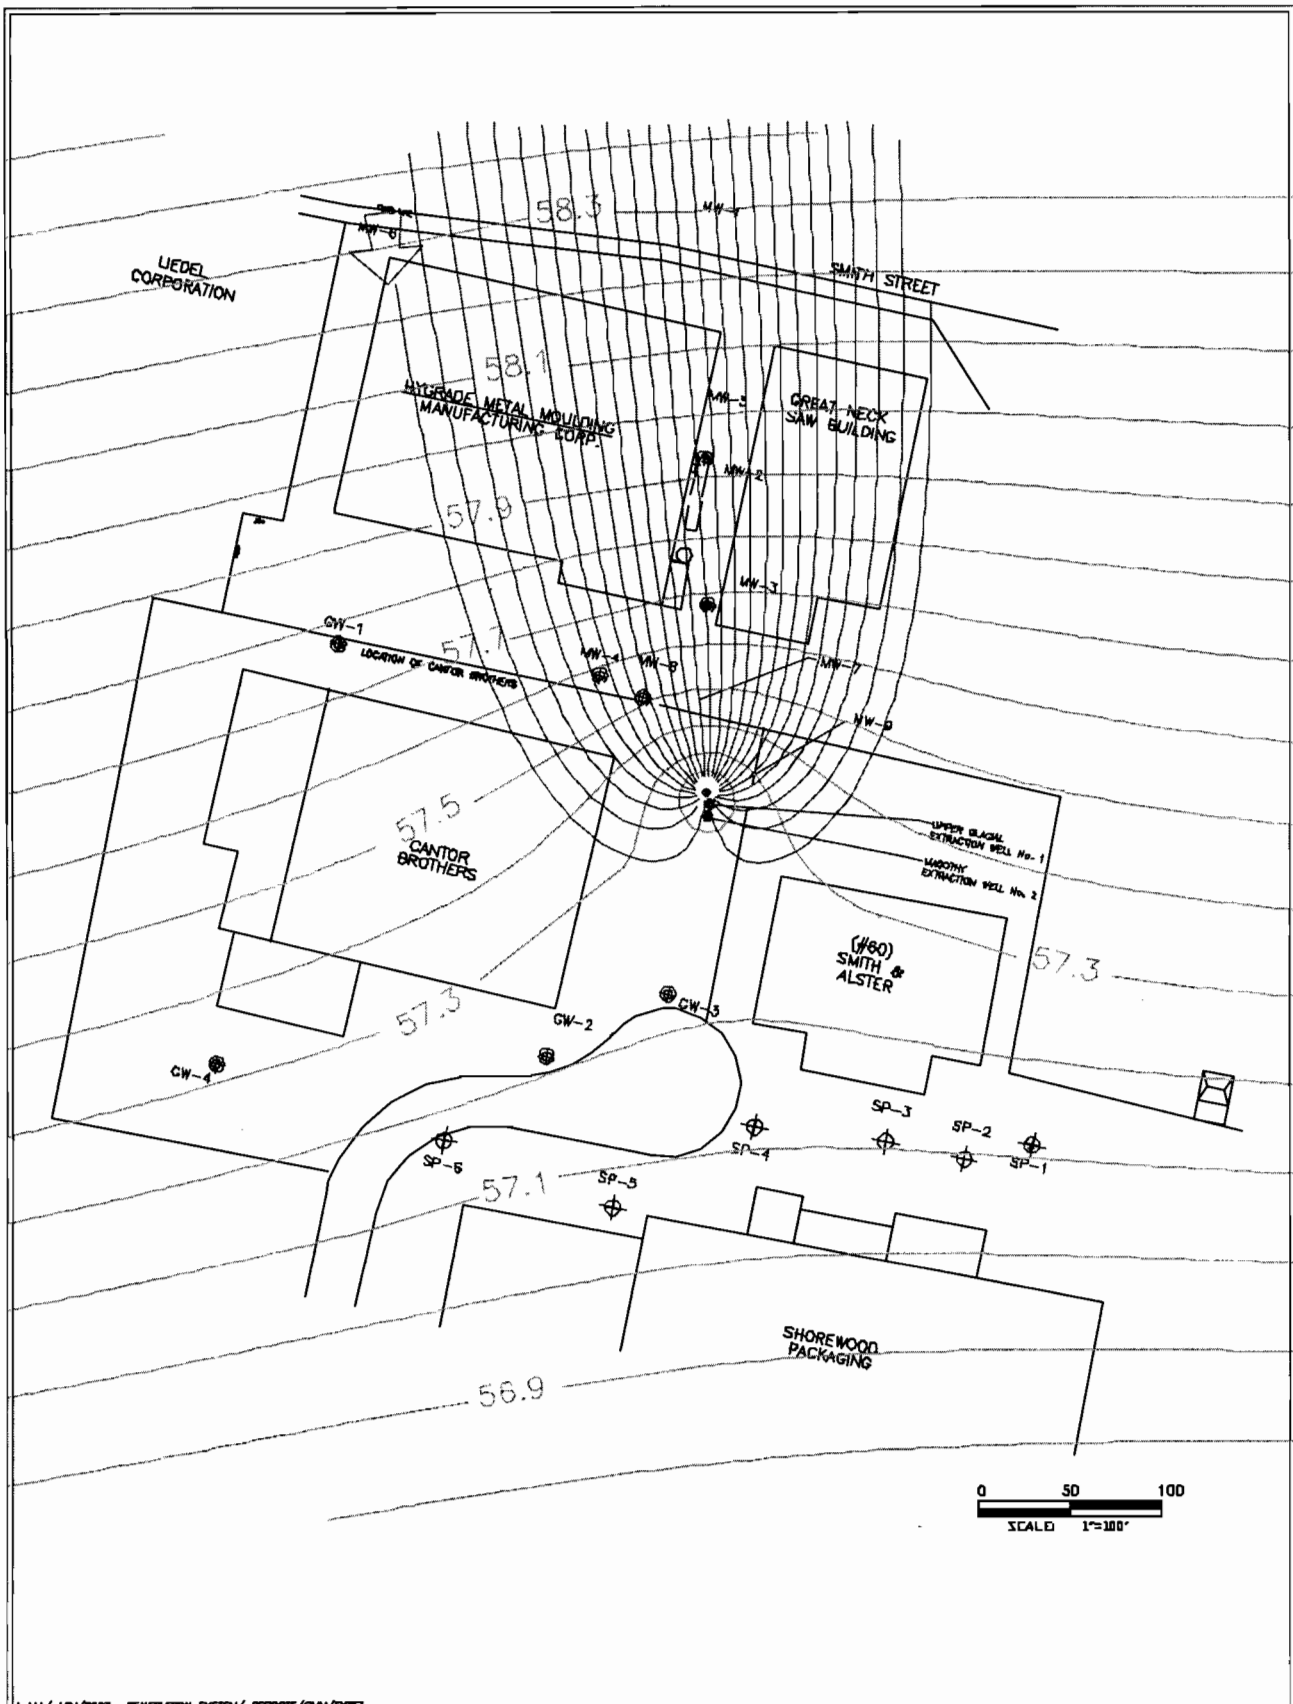 58.3
MW-1
MW-6
LIEDEL
CORPORATION
SMITH STREET
58.1
HYGRADE METAL MOULDING
MANUFACTURING CORP.
MW-5
GREAT NECK
SAW BUILDING
MW-2
57.9
MW-3
GW-1
57.7
LOCATION OF CANTOR BROTHERS
MW-4
MW-8
MW-7
MW-9
57.5
CANTOR
BROTHERS
UPPER GLACIAL
EXTRACTION WELL No. 1
MAGOTHY
EXTRACTION WELL No. 2
(#60)
SMITH &
ALSTER
57.3
57.3
GW-3
GW-2
GW-4
SP-3
SP-2
SP-4
SP-1
SP-6
SP-5
57.1
SHOREWOOD
PACKAGING
56.9
0 50 100
SCALE: 1"=100'